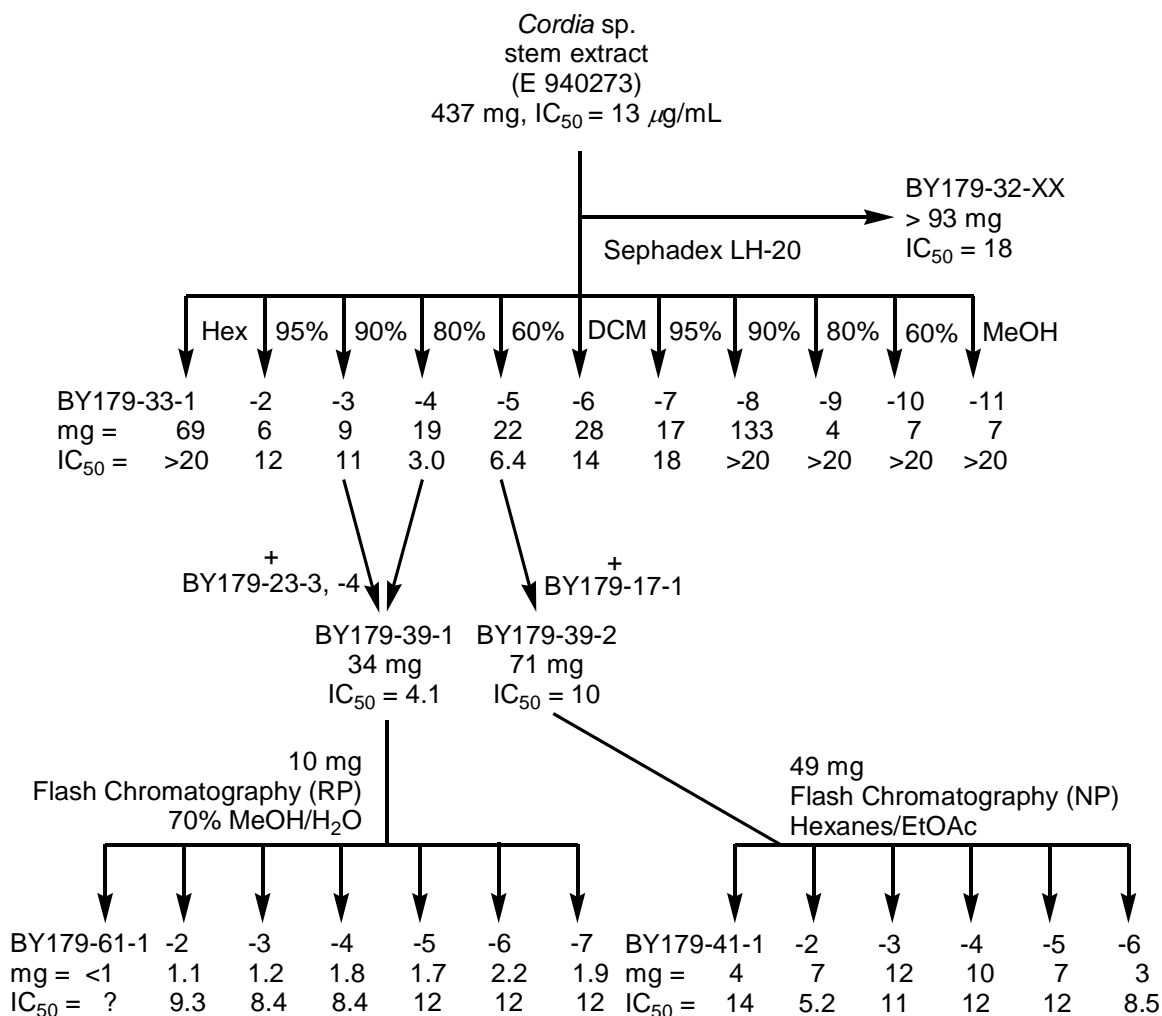 Cordia sp.
stem extract
(E 940273)
437 mg, IC₅₀ = 13 µg/mL
BY179-32-XX
> 93 mg
IC₅₀ = 18
Sephadex LH-20
Hex 95% 90% 80% 60% DCM 95% 90% 80% 60% MeOH
BY179-33-1 -2 -3 -4 -5 -6 -7 -8 -9 -10 -11
mg = 69 6 9 19 22 28 17 133 4 7 7
IC₅₀ = >20 12 11 3.0 6.4 14 18 >20 >20 >20 >20
+
BY179-23-3, -4
+
BY179-17-1
BY179-39-1
34 mg
IC₅₀ = 4.1
BY179-39-2
71 mg
IC₅₀ = 10
10 mg
Flash Chromatography (RP)
70% MeOH/H₂O
49 mg
Flash Chromatography (NP)
Hexanes/EtOAc
BY179-61-1 -2 -3 -4 -5 -6 -7
mg = <1 1.1 1.2 1.8 1.7 2.2 1.9
IC₅₀ = ? 9.3 8.4 8.4 12 12 12
BY179-41-1 -2 -3 -4 -5 -6
mg = 4 7 12 10 7 3
IC₅₀ = 14 5.2 11 12 12 8.5